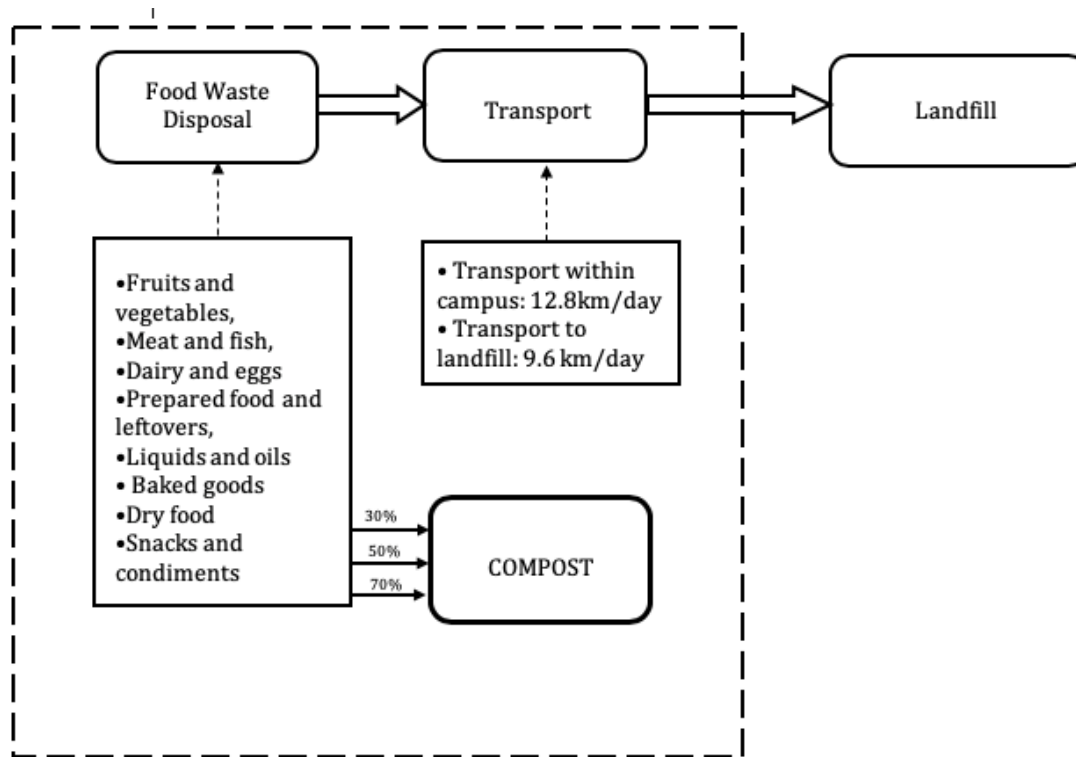 Food Waste
Disposal
Transport
Landfill
•Fruits and
vegetables,
•Meat and fish,
•Dairy and eggs
•Prepared food and
leftovers,
•Liquids and oils
• Baked goods
•Dry food
•Snacks and
condiments
• Transport within
campus: 12.8km/day
• Transport to
landfill: 9.6 km/day
30%
50%
70%
COMPOST